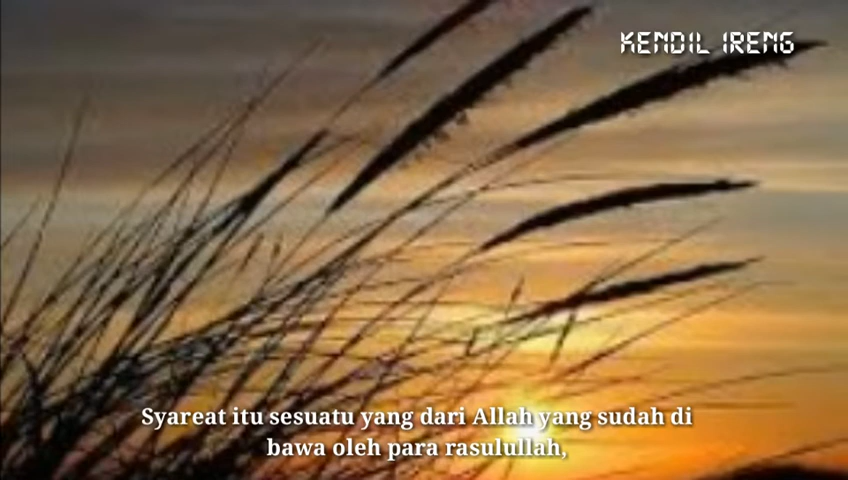 KENDIL IRENG
Syareat itu sesuatu yang dari Allah yang sudah di
bawa oleh para rasulullah,